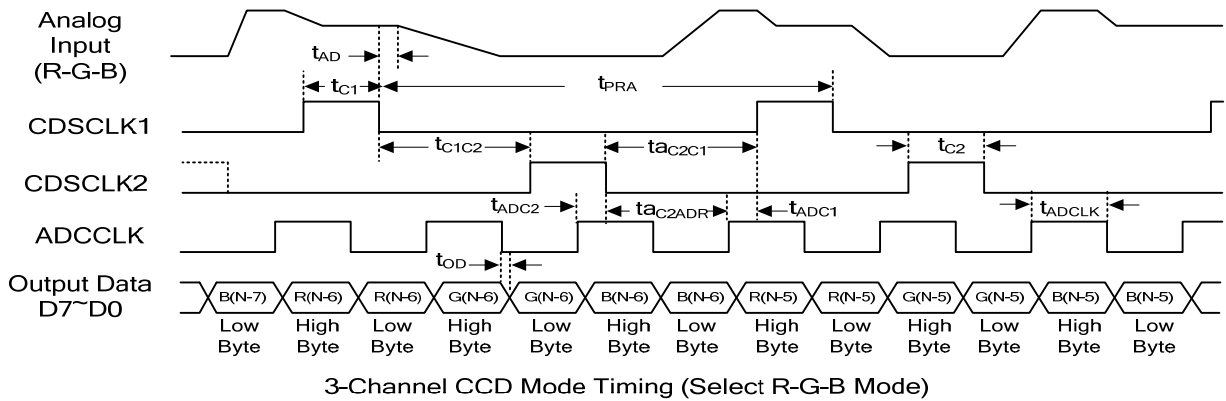 Analog
Input
(R-G-B)
tAD
tC1
tPRA
CDSCLK1
tC1C2
taC2C1
tC2
CDSCLK2
tADC2
taC2ADR
tADC1
tADCLK
ADCCLK
tOD
Output Data
D7~D0
B(N-7) R(N-6) R(N-6) G(N-6) G(N-6) B(N-6) B(N-6) R(N-5) R(N-5) G(N-5) G(N-5) B(N-5) B(N-5)
Low High Low High Low High Low High Low High Low High Low
Byte Byte Byte Byte Byte Byte Byte Byte Byte Byte Byte Byte Byte
3-Channel CCD Mode Timing (Select R-G-B Mode)